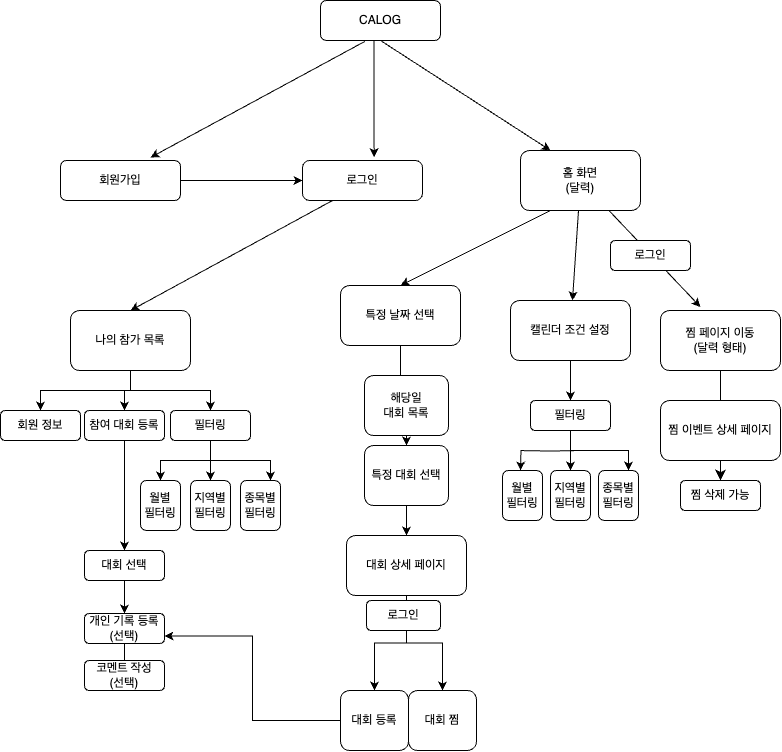 CALOG
회원가입
로그인
홈 화면
(달력)
로그인
나의 참가 목록
특정 날짜 선택
캘린더 조건 설정
찜 페이지 이동
(달력 형태)
회원 정보
참여 대회 등록
필터링
해당일
대회 목록
필터링
찜 이벤트 상세 페이지
월별
필터링
지역별
필터링
종목별
필터링
특정 대회 선택
월별
필터링
지역별
필터링
종목별
필터링
찜 삭제 가능
대회 선택
대회 상세 페이지
개인 기록 등록
(선택)
로그인
코멘트 작성
(선택)
대회 등록
대회 찜